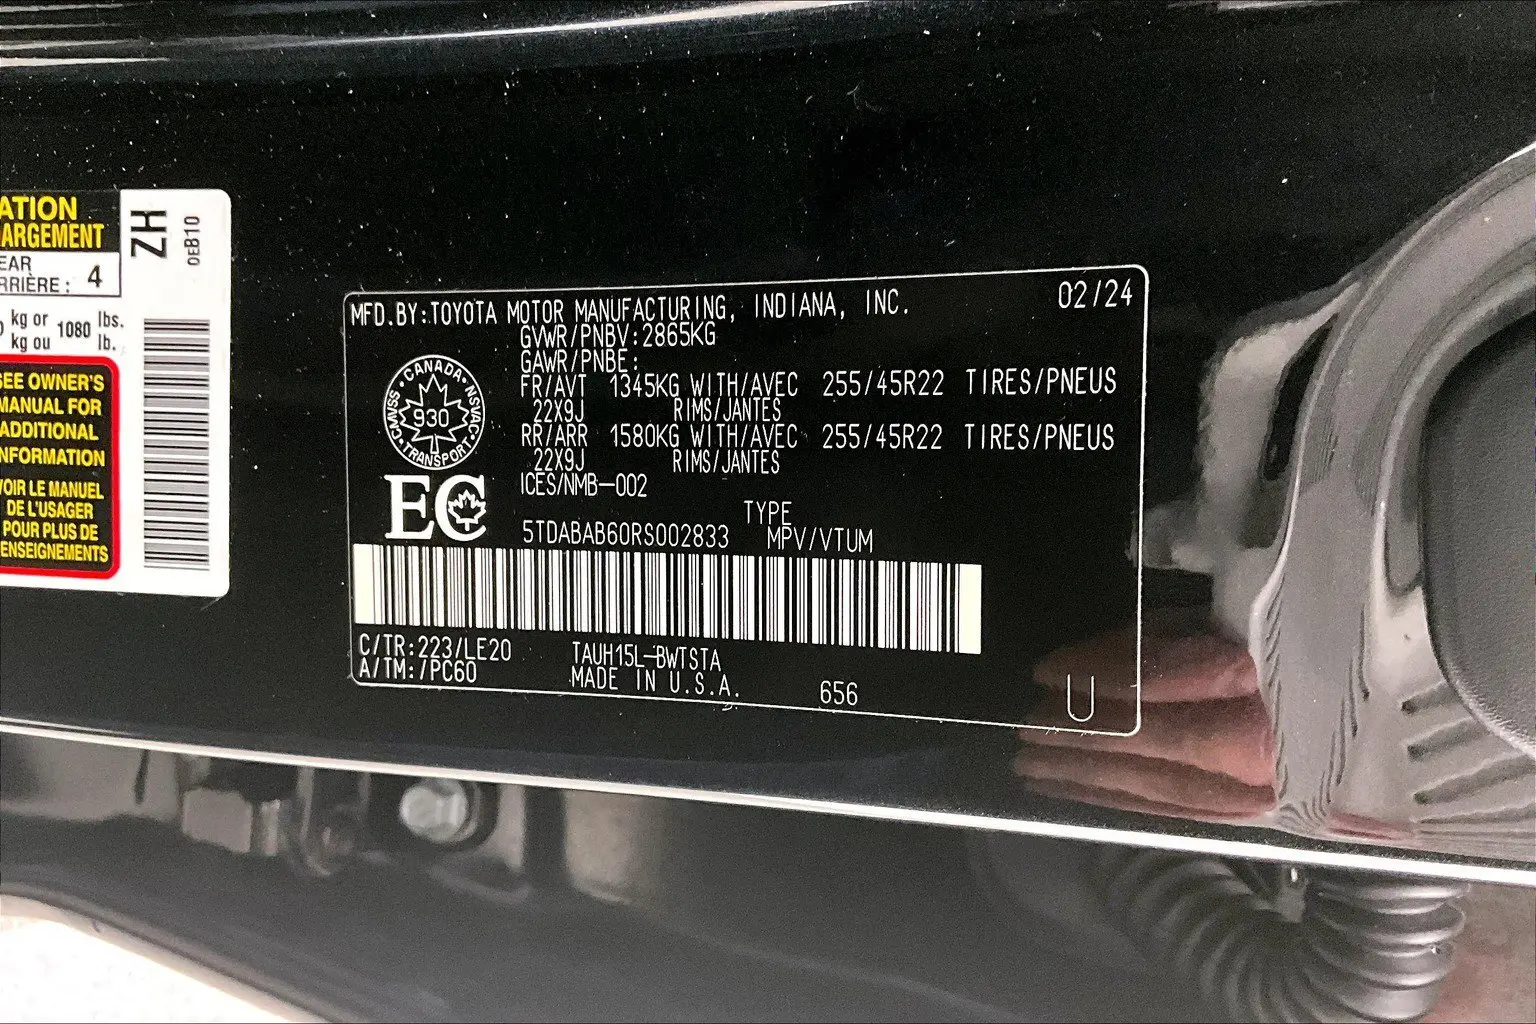 ATION
ARGEMENT
EAR
RRIÈRE : 4
kg or 1080 lbs.
kg ou lb.
SEE OWNER'S
MANUAL FOR
ADDITIONAL
NFORMATION
VOIR LE MANUEL
DE L'USAGER
POUR PLUS DE
ENSEIGNEMENTS
ZH
0EB10
MFD.BY:TOYOTA MOTOR MANUFACTURING, INDIANA, INC. 02/24
GVWR/PNBV:2865KG
GAWR/PNBE:
FR/AVT 1345KG WITH/AVEC 255/45R22 TIRES/PNEUS
22X9J RIMS/JANTES
RR/ARR 1580KG WITH/AVEC 255/45R22 TIRES/PNEUS
22X9J RIMS/JANTES
ICES/NMB-002
CANADA
NSVAC
TRANSPORT
CMVSS
930
EC
TYPE
5TDABAB60RS002833 MPV/VTUM
C/TR:223/LE20 TAUH15L-BWTSTA
A/TM:/PC60 MADE IN U.S.A. 656 U